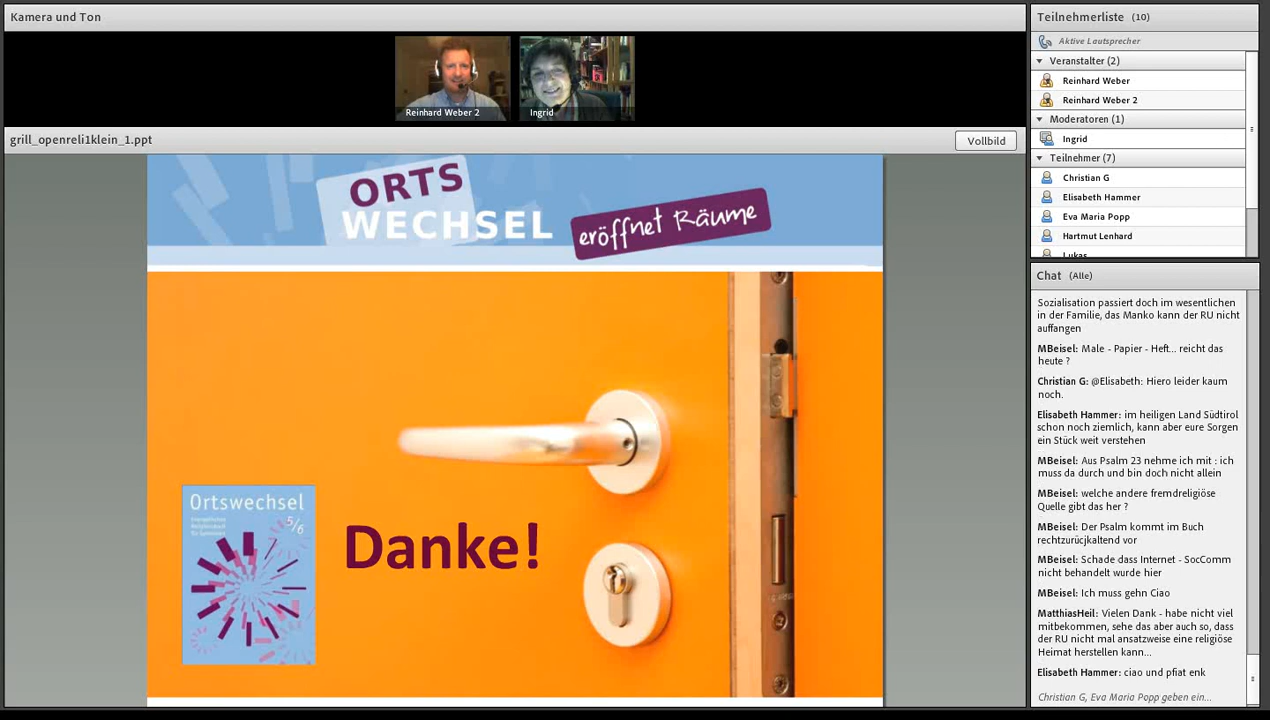 Kamera und Ton
Reinhard Weber 2
Ingrid
grill_openreli1klein_1.ppt
Vollbild
ORTS
WECHSEL
eröffnet Räume
Ortswechsel
5/6
Danke!
Teilnehmerliste (10)
Aktive Lautsprecher
Veranstalter (2)
Reinhard Weber
Reinhard Weber 2
Moderatoren (1)
Ingrid
Teilnehmer (7)
Christian G
Elisabeth Hammer
Eva Maria Popp
Hartmut Lenhard
Lukas
Chat (Alle)
Sozialisation passiert doch im wesentlichen
in der Familie, das Manko kann der RU nicht
auffangen
MBeisel: Male - Papier - Heft... reicht das
heute ?
Christian G: @Elisabeth: Hiero leider kaum
noch.
Elisabeth Hammer: im heiligen Land Südtirol
schon noch ziemlich, kann aber eure Sorgen
ein Stück weit verstehen
MBeisel: Aus Psalm 23 nehme ich mit : ich
muss da durch und bin doch nicht allein
MBeisel: welche andere fremdreligiöse
Quelle gibt das her ?
MBeisel: Der Psalm kommt im Buch
rechtzurücjkaltend vor
MBeisel: Schade dass Internet - SocComm
nicht behandelt wurde hier
MBeisel: Ich muss gehn Ciao
MatthiasHeil: Vielen Dank - habe nicht viel
mitbekommen, sehe das aber auch so, dass
der RU nicht mal ansatzweise eine religiöse
Heimat herstellen kann...
Elisabeth Hammer: ciao und pfiat enk
Christian G, Eva Maria Popp geben ein...